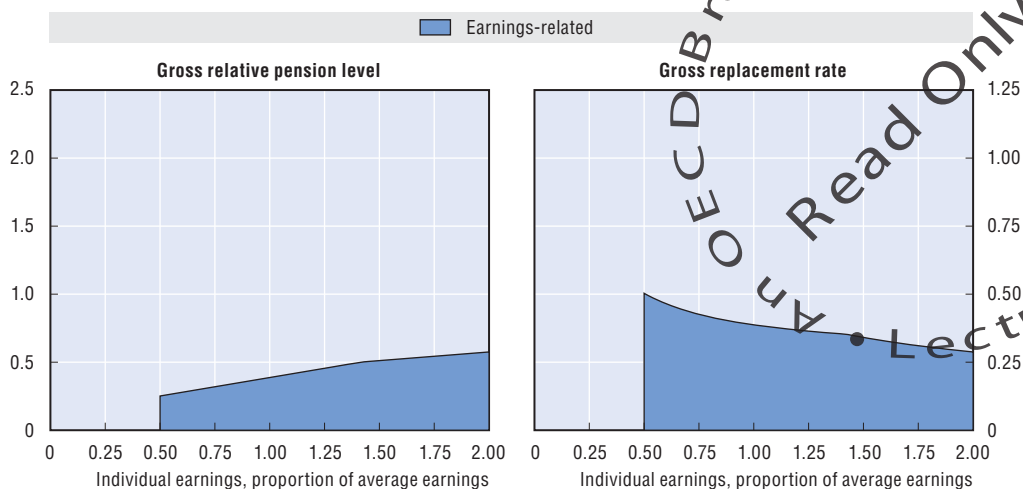 Earnings-related
Gross relative pension level
2.5
2.0
1.5
1.0
0.5
0
0 0.25 0.50 0.75 1.00 1.25 1.50 1.75 2.00
Individual earnings, proportion of average earnings
Gross replacement rate
1.25
1.00
0.75
0.50
0.25
0
0 0.25 0.50 0.75 1.00 1.25 1.50 1.75 2.00
Individual earnings, proportion of average earnings
An OECD Br
Read Only
• Lect